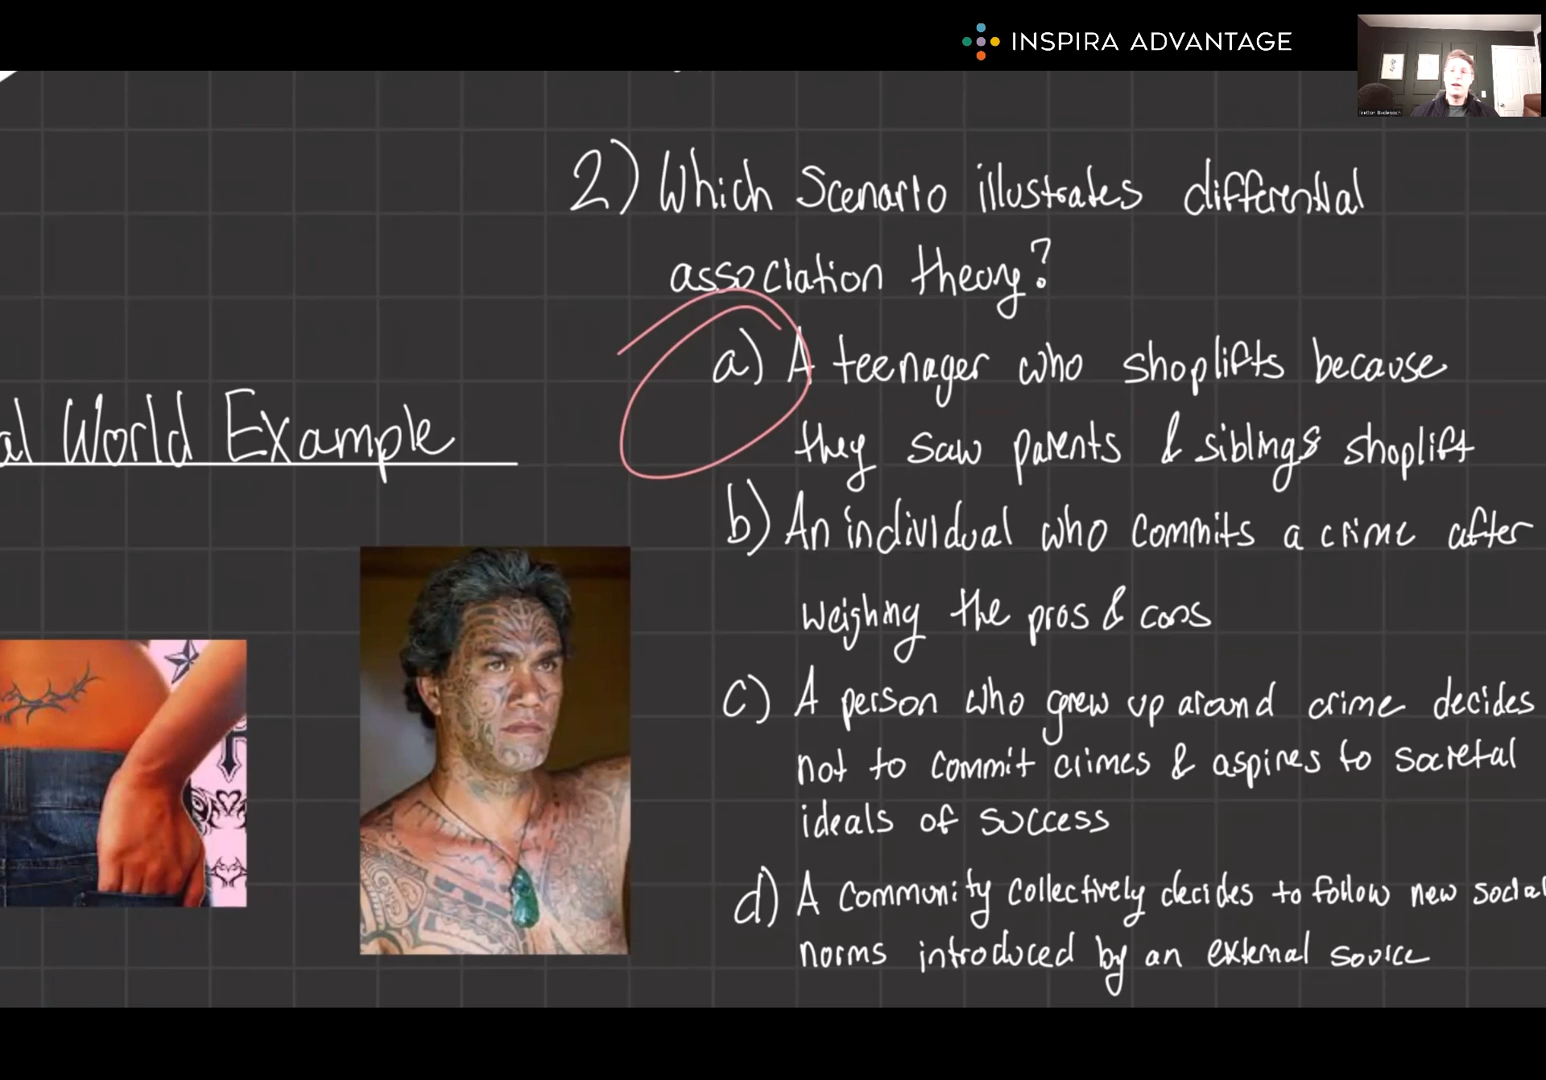 INSPIRA ADVANTAGE
2) Which Scenario illustrates differential
association theory?
a) A teenager who shoplifts because
they saw parents & siblings shoplift
b) An individual who commits a crime after
weighing the pros & cons
c) A person who grew up around crime decides
not to commit crimes & aspires to societal
ideals of success
d) A community collectively decides to follow new social
norms introduced by an external source
al World Example